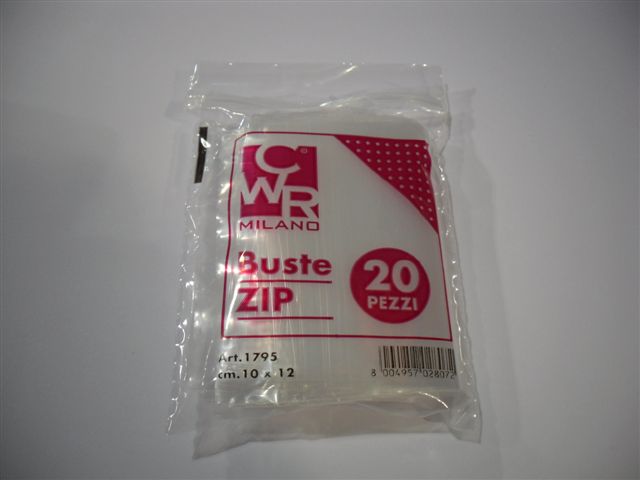 CWR
©
MILANO
Buste
ZIP
20
PEZZI
Art.1795
cm.10 x 12
8 004957 028072